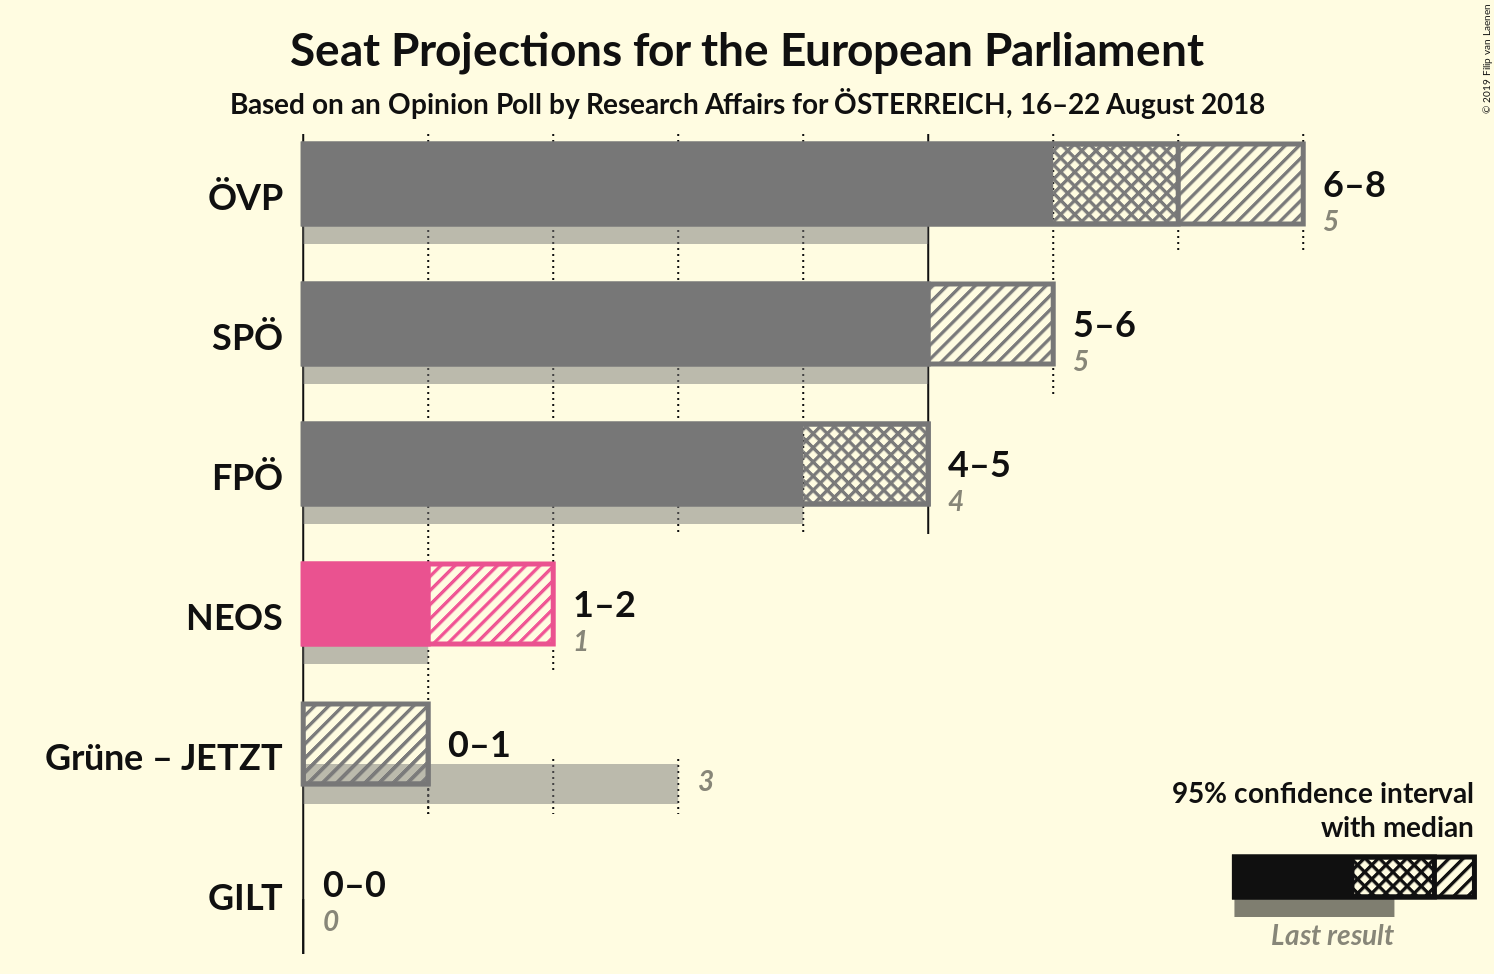 Seat Projections for the European Parliament
Based on an Opinion Poll by Research Affairs for ÖSTERREICH, 16–22 August 2018
© 2019 Filip van Laenen
ÖVP
6–8
5
SPÖ
5–6
5
FPÖ
4–5
4
NEOS
1–2
1
Grüne – JETZT
0–1
3
GILT
0–0
0
95% confidence interval
with median
Last result